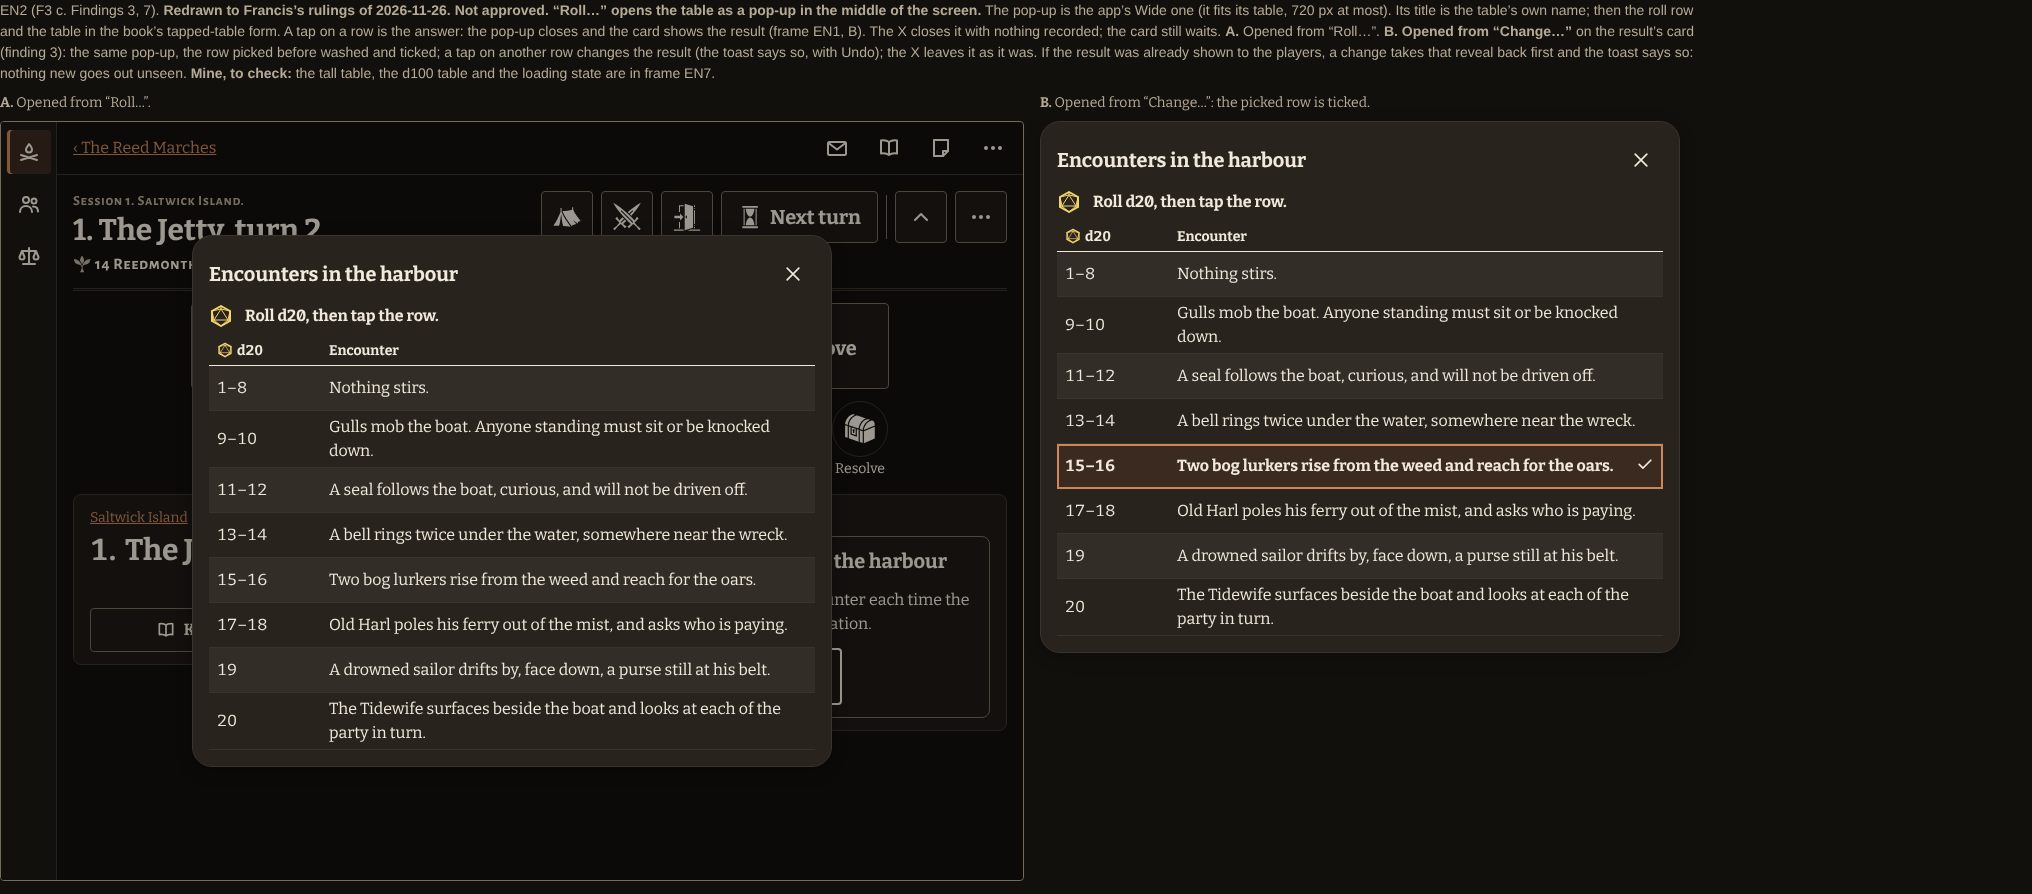 EN2 (F3 c. Findings 3, 7). Redrawn to Francis’s rulings of 2026-11-26. Not approved. “Roll…” opens the table as a pop-up in the middle of the screen. The pop-up is the app’s Wide one (it fits its table, 720 px at most). Its title is the table’s own name; then the roll row
and the table in the book’s tapped-table form. A tap on a row is the answer: the pop-up closes and the card shows the result (frame EN1, B). The X closes it with nothing recorded; the card still waits. A. Opened from “Roll…”. B. Opened from “Change…” on the result’s card
(finding 3): the same pop-up, the row picked before washed and ticked; a tap on another row changes the result (the toast says so, with Undo); the X leaves it as it was. If the result was already shown to the players, a change takes that reveal back first and the toast says so:
nothing new goes out unseen. Mine, to check: the tall table, the d100 table and the loading state are in frame EN7.
A. Opened from “Roll…”.
‹ The Reed Marches
Session 1. Saltwick Island.
1. The Jetty, turn 2
Next turn
14 Reedmonth
Encounters in the harbour
Roll d20, then tap the row.
d20 Encounter
1–8 Nothing stirs.
9–10 Gulls mob the boat. Anyone standing must sit or be knocked
down.
11–12 A seal follows the boat, curious, and will not be driven off.
13–14 A bell rings twice under the water, somewhere near the wreck.
15–16 Two bog lurkers rise from the weed and reach for the oars.
17–18 Old Harl poles his ferry out of the mist, and asks who is paying.
19 A drowned sailor drifts by, face down, a purse still at his belt.
20 The Tidewife surfaces beside the boat and looks at each of the
party in turn.
ove
Resolve
Saltwick Island
1. The J
K
the harbour
nter each time the
ation.
B. Opened from “Change…”: the picked row is ticked.
Encounters in the harbour
Roll d20, then tap the row.
d20 Encounter
1–8 Nothing stirs.
9–10 Gulls mob the boat. Anyone standing must sit or be knocked
down.
11–12 A seal follows the boat, curious, and will not be driven off.
13–14 A bell rings twice under the water, somewhere near the wreck.
15–16 Two bog lurkers rise from the weed and reach for the oars.
17–18 Old Harl poles his ferry out of the mist, and asks who is paying.
19 A drowned sailor drifts by, face down, a purse still at his belt.
20 The Tidewife surfaces beside the boat and looks at each of the
party in turn.